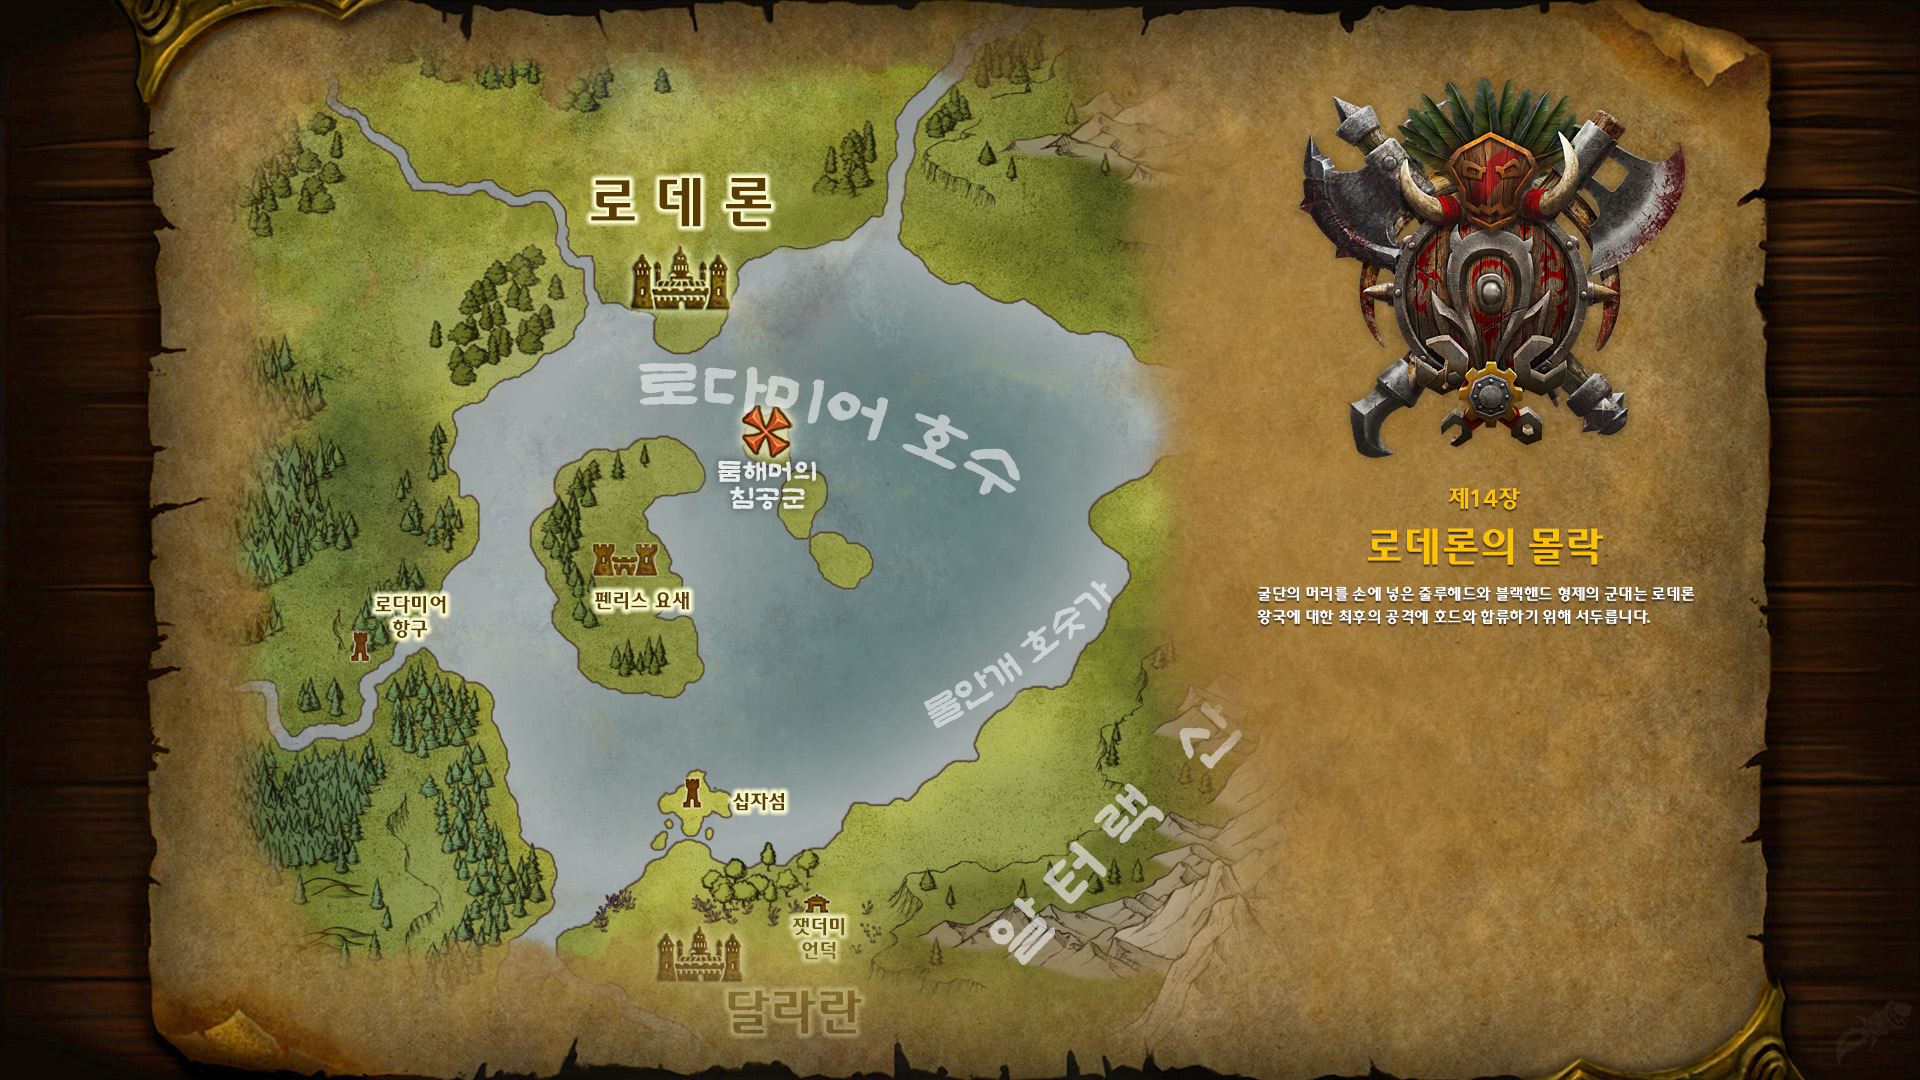 로데론
로다미어 호수
둠해머의
침공군
펜리스 요새
로다미어
항구
물안개 호숫가
십자섬
알터랙 산
잿더미
언덕
달라란
제14장
로데론의 몰락
굴단의 머리를 손에 넣은 줄루헤드와 블랙핸드 형제의 군대는 로데론
왕국에 대한 최후의 공격에 호드와 합류하기 위해 서두릅니다.